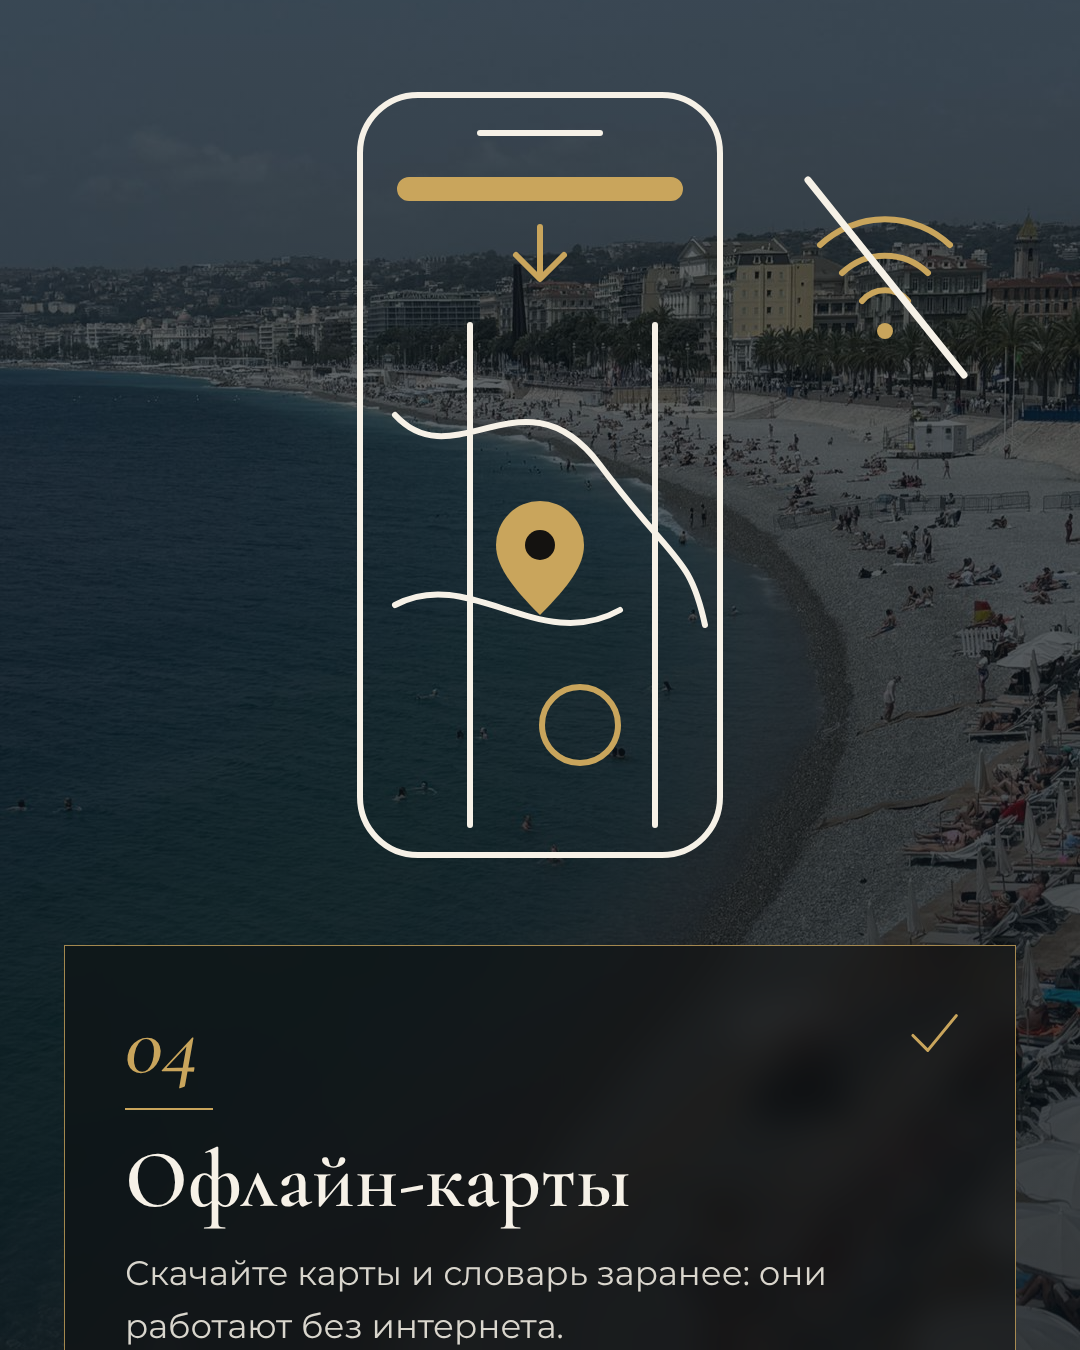 04
Офлайн-карты
Скачайте карты и словарь заранее: они
работают без интернета.